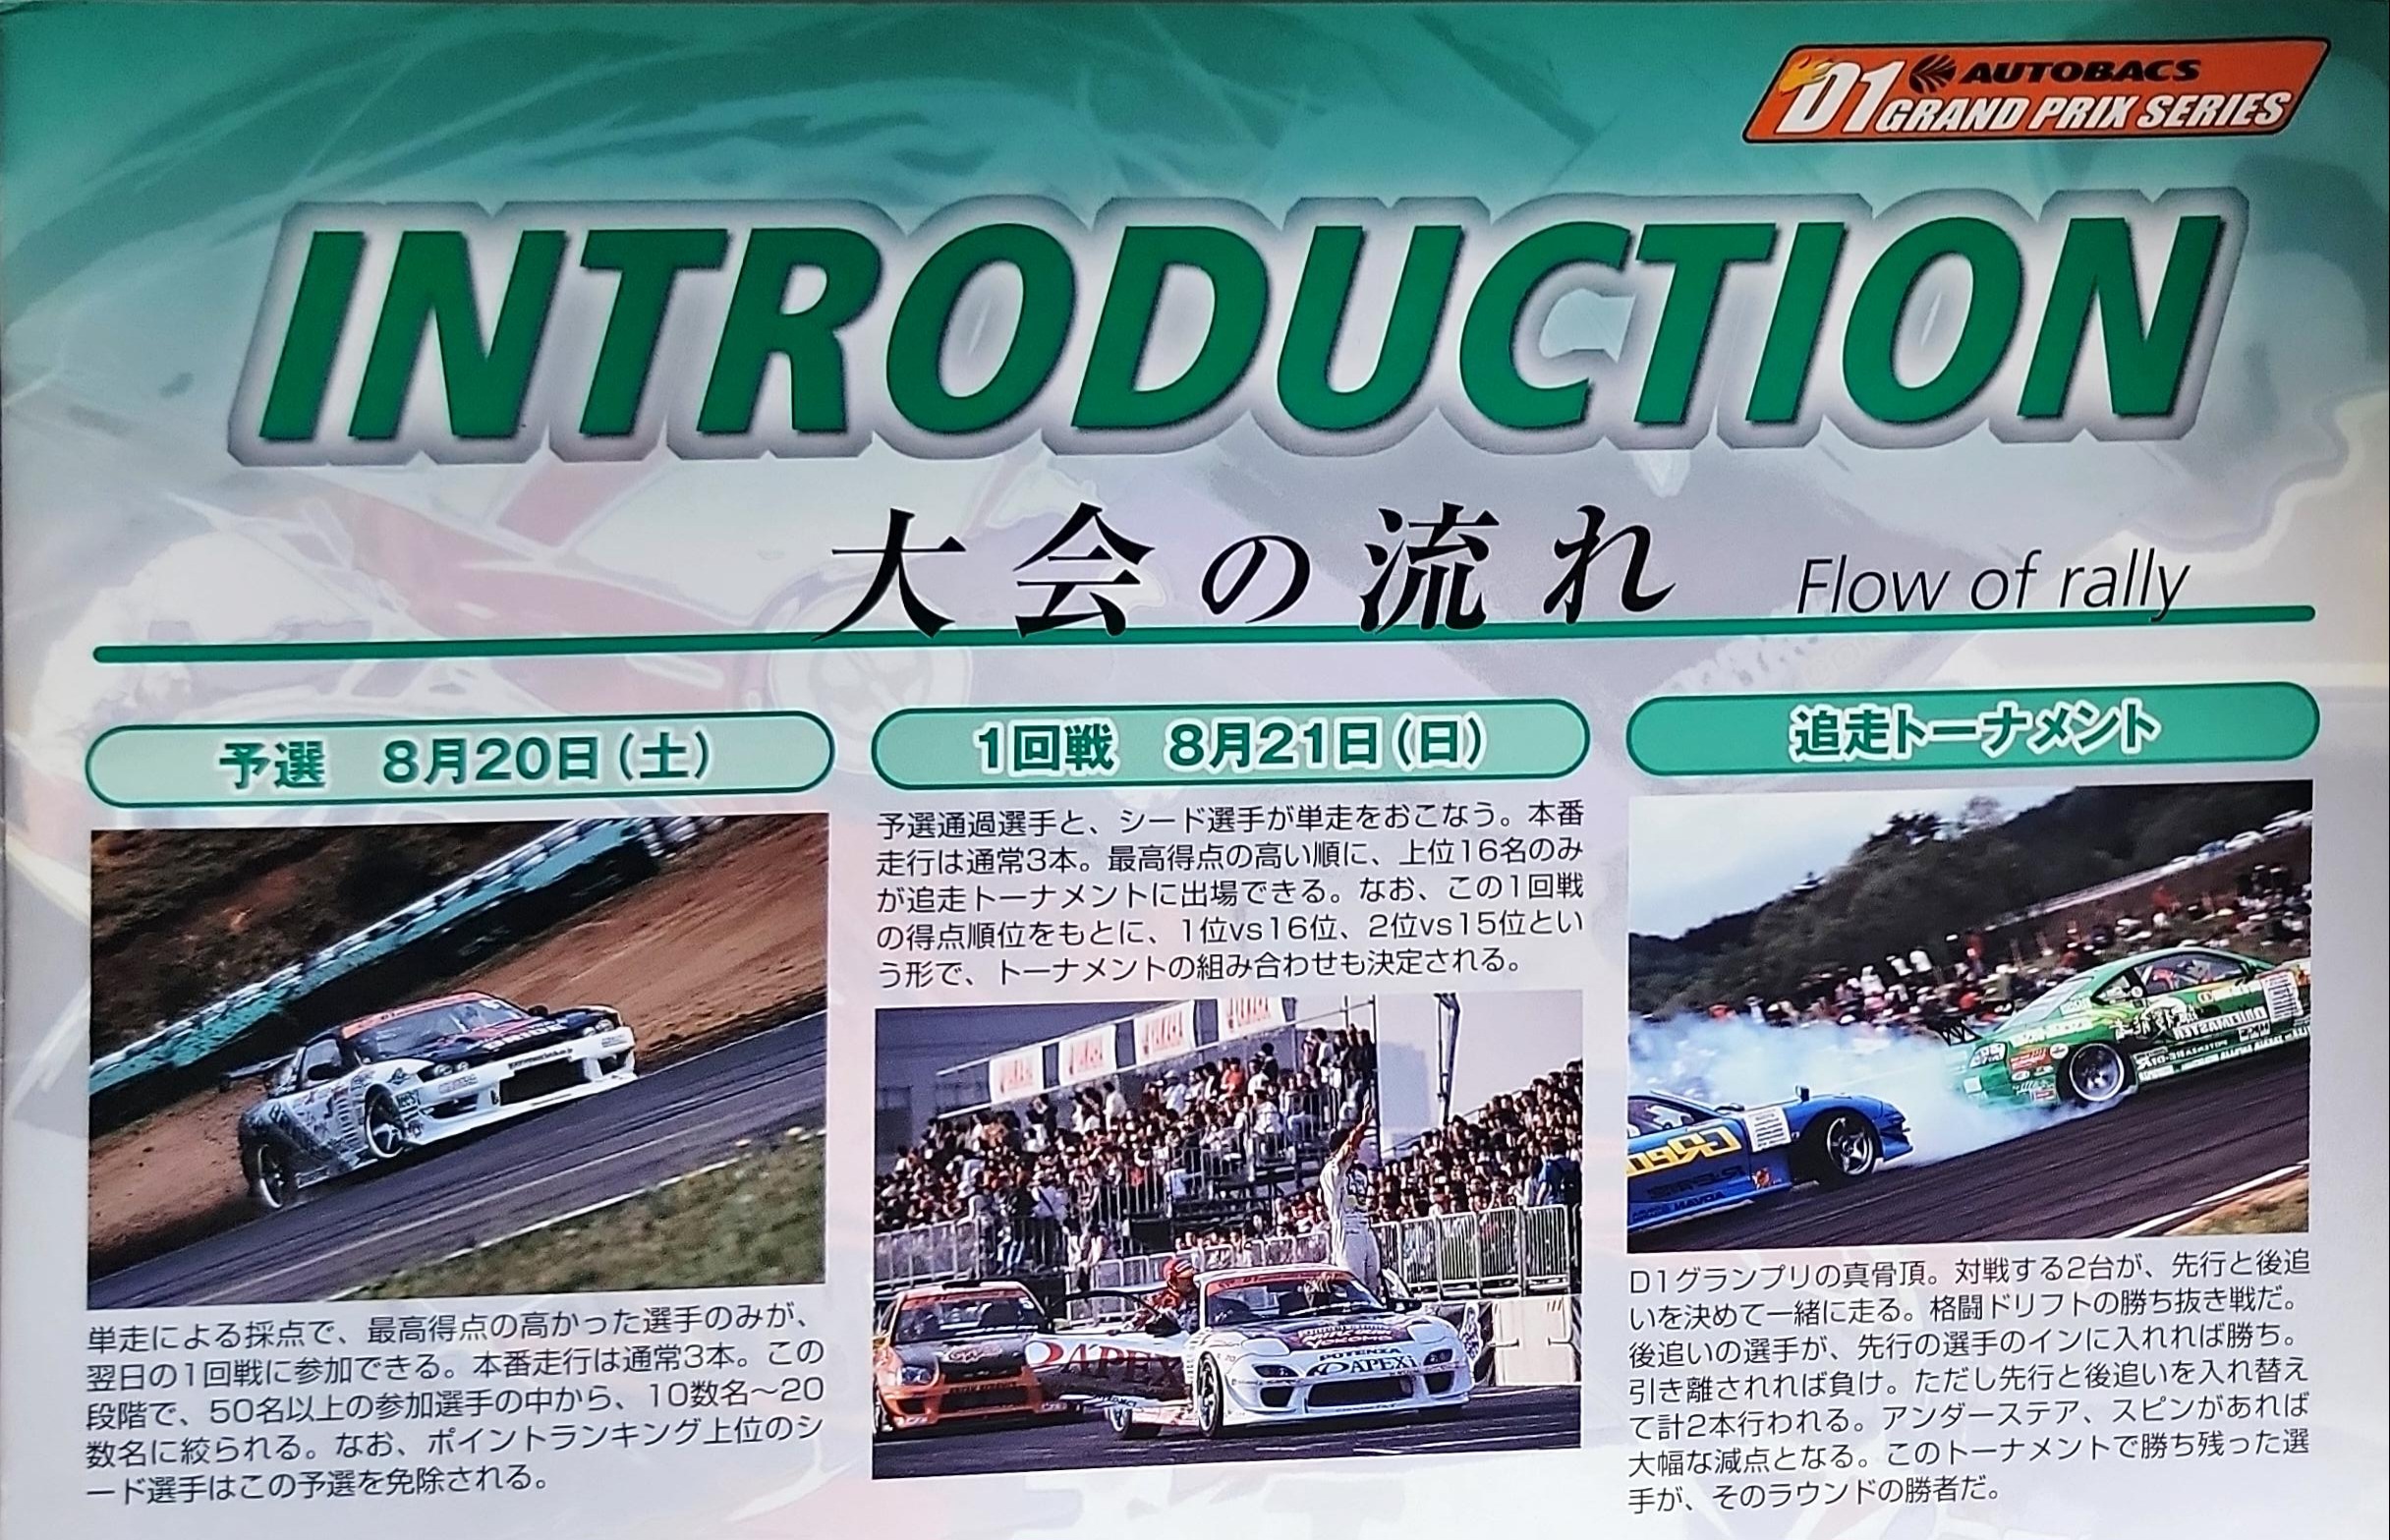 D1 AUTOBACS
GRAND PRIX SERIES
INTRODUCTION
大会の流れ Flow of rally
予選 8月20日(土)
単走による採点で、最高得点の高かった選手のみが、
翌日の1回戦に参加できる。本番走行は通常3本。この
段階で、50名以上の参加選手の中から、10数名～20
数名に絞られる。なお、ポイントランキング上位のシ
ード選手はこの予選を免除される。
1回戦 8月21日(日)
予選通過選手と、シード選手が単走をおこなう。本番
走行は通常3本。最高得点の高い順に、上位16名のみ
が追走トーナメントに出場できる。なお、この1回戦
の得点順位をもとに、1位vs16位、2位vs15位とい
う形で、トーナメントの組み合わせも決定される。
YAMAHA
YAMAHA
YAMAHA
YAMAHA
APEX
POTENZA
APEXi
追走トーナメント
D1グランプリの真骨頂。対戦する2台が、先行と後追
いを決めて一緒に走る。格闘ドリフトの勝ち抜き戦だ。
後追いの選手が、先行の選手のインに入れれば勝ち。
引き離されれば負け。ただし先行と後追いを入れ替え
て計2本行われる。アンダーステア、スピンがあれば
大幅な減点となる。このトーナメントで勝ち残った選
手が、そのラウンドの勝者だ。